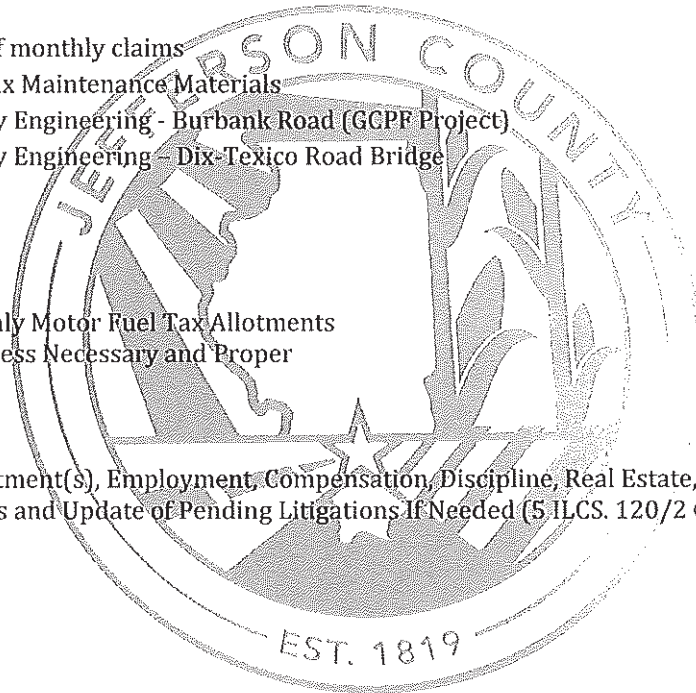 f monthly claims
x Maintenance Materials
y Engineering - Burbank Road (GCPF Project)
y Engineering – Dix-Texico Road Bridge
JEFFERSON COUNTY
ly Motor Fuel Tax Allotments
ess Necessary and Proper
tment(s), Employment, Compensation, Discipline, Real Estate,
s and Update of Pending Litigations If Needed (5 ILCS. 120/2
EST. 1819